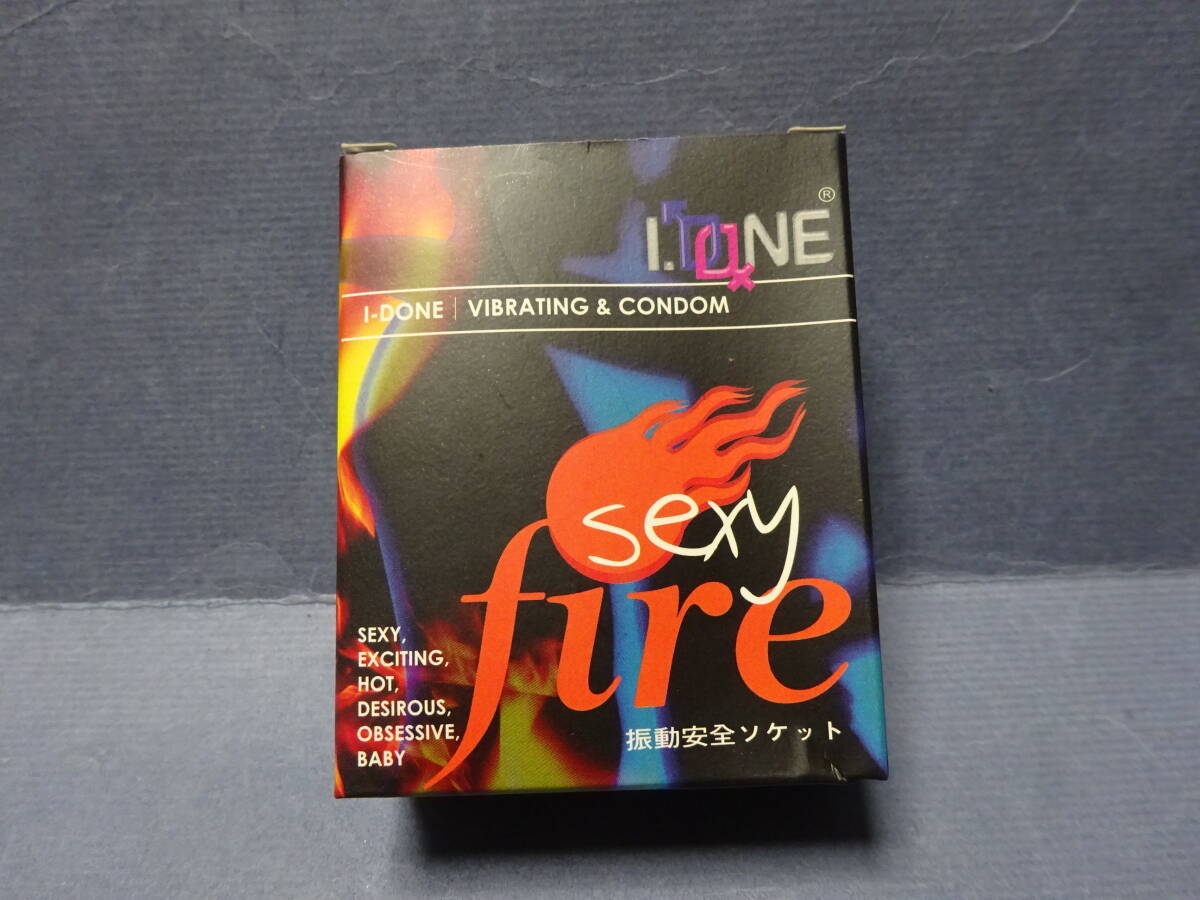 I.DONE®
I-DONE | VIBRATING & CONDOM
sexy
fire
SEXY,
EXCITING,
HOT,
DESIROUS,
OBSESSIVE,
BABY
振動安全ソケット